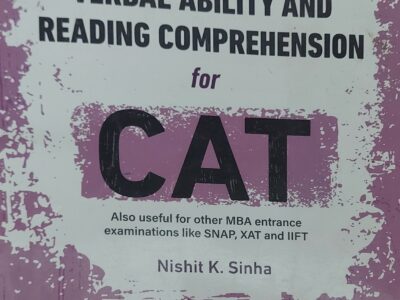 VERBAL ABILITY AND
READING COMPREHENSION
for
CAT
Also useful for other MBA entrance
examinations like SNAP, XAT and IIFT
Nishit K. Sinha